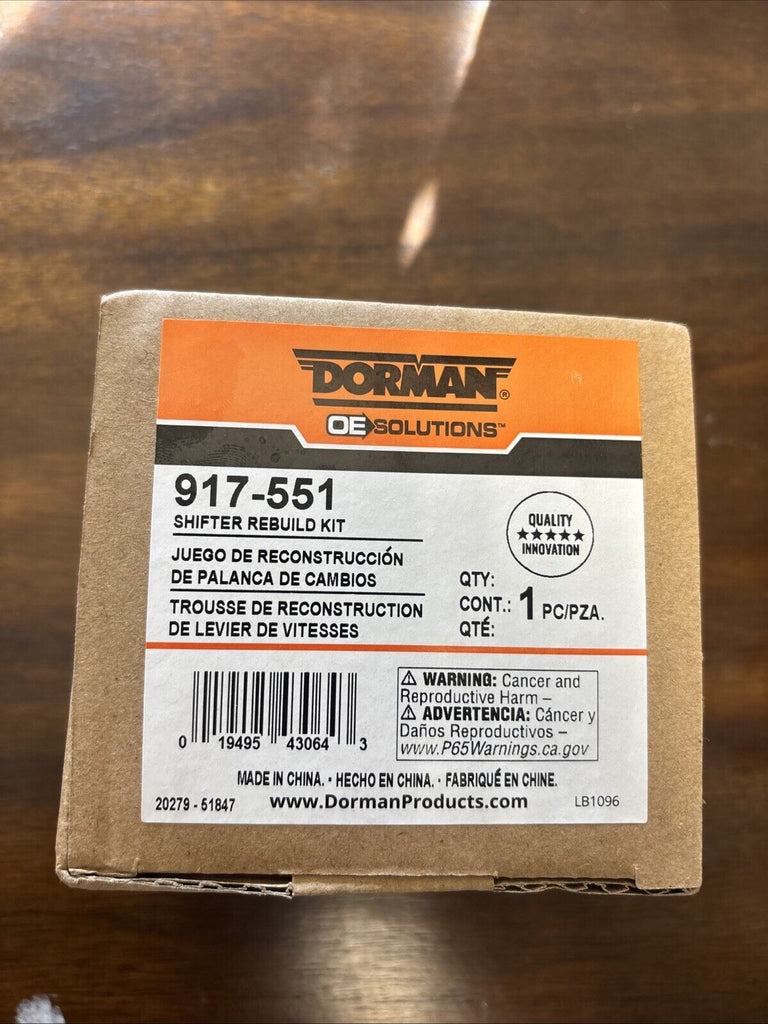 DORMAN®
OE SOLUTIONS™
917-551
SHIFTER REBUILD KIT
JUEGO DE RECONSTRUCCIÓN
DE PALANCA DE CAMBIOS
TROUSSE DE RECONSTRUCTION
DE LEVIER DE VITESSES
QUALITY
★★★★★
INNOVATION
QTY:
CONT.: 1 PC/PZA.
QTÉ:
0 19495 43064 3
⚠ WARNING: Cancer and
Reproductive Harm –
⚠ ADVERTENCIA: Cáncer y
Daños Reproductivos –
www.P65Warnings.ca.gov
MADE IN CHINA. • HECHO EN CHINA. • FABRIQUÉ EN CHINE.
20279 - 51847 www.DormanProducts.com LB1096